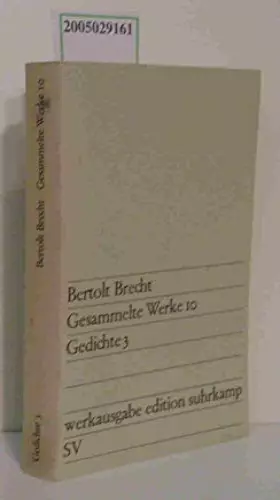 2005029161
Bertolt Brecht Gesammelte Werke 10
Gedichte 3
Bertolt Brecht
Gesammelte Werke 10
Gedichte 3
werkausgabe edition suhrkamp
SV